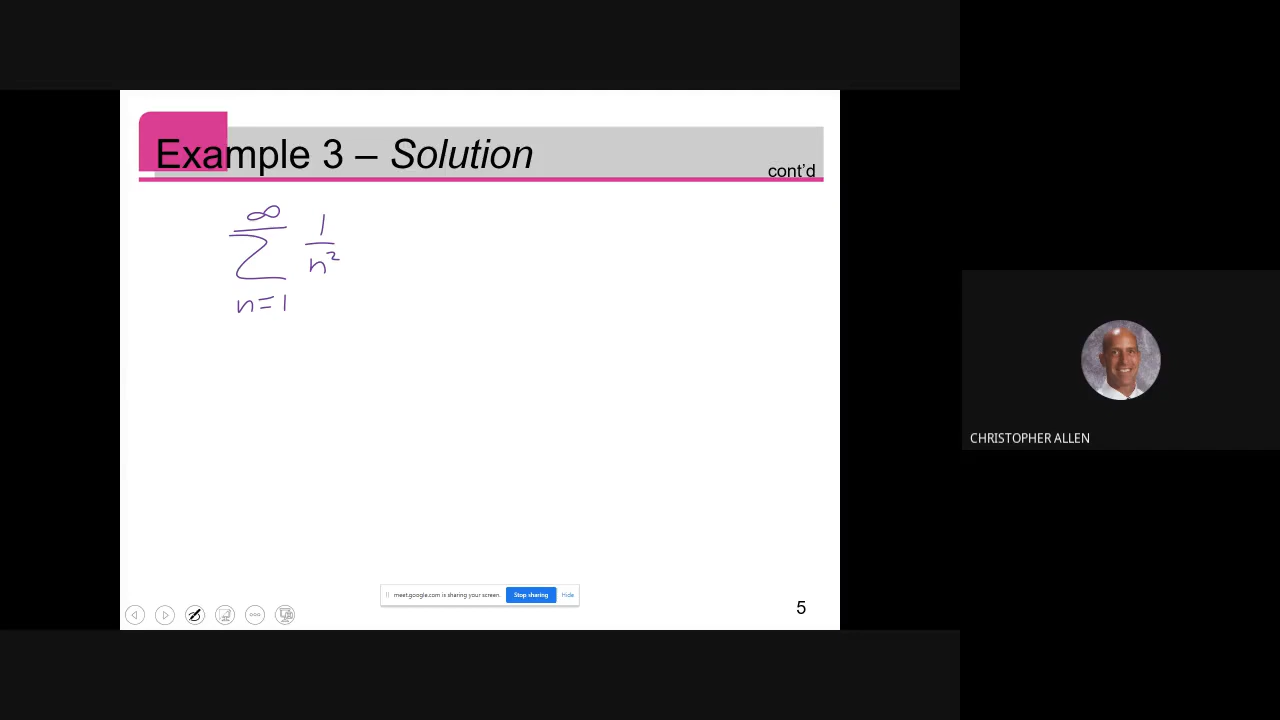 Example 3 – Solution
cont'd
∞
∑ 1/n²
n=1
meet.google.com is sharing your screen.
Stop sharing
Hide
5
CHRISTOPHER ALLEN